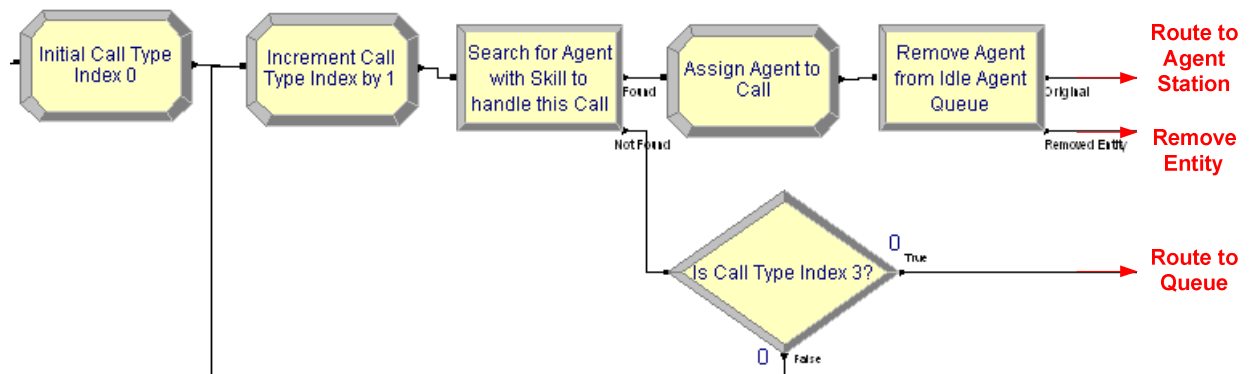 Initial Call Type
Index 0
Increment Call
Type Index by 1
Search for Agent
with Skill to
handle this Call
Found
Not Found
Assign Agent to
Call
Remove Agent
from Idle Agent
Queue
Original
Removed Entity
Route to
Agent
Station
Remove
Entity
Is Call Type Index 3?
0
True
0
False
Route to
Queue